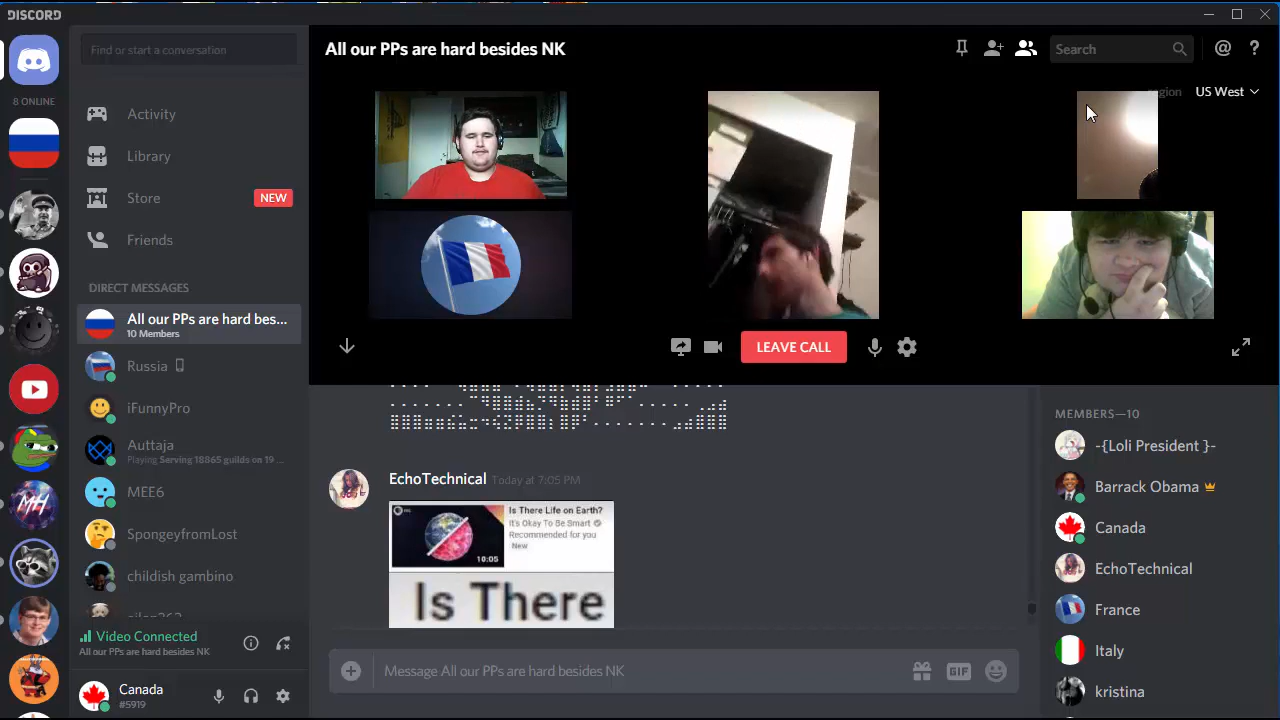 DISCORD
Find or start a conversation
8 ONLINE
Activity
Library
Store
NEW
Friends
DIRECT MESSAGES
All our PPs are hard bes...
10 Members
Russia
iFunnyPro
Auttaja
Playing Serving 18865 guilds on 19 ...
MEE6
SpongeyfromLost
childish gambino
Video Connected
All our PPs are hard besides NK
Canada
#5919
All our PPs are hard besides NK
Search
@
?
US West
LEAVE CALL
EchoTechnical Today at 7:05 PM
Is There Life on Earth?
It's Okay To Be Smart
Recommended for you
New
10:05
Is There
Message All our PPs are hard besides NK
GIF
MEMBERS—10
-{Loli President }-
Barrack Obama
Canada
EchoTechnical
France
Italy
kristina